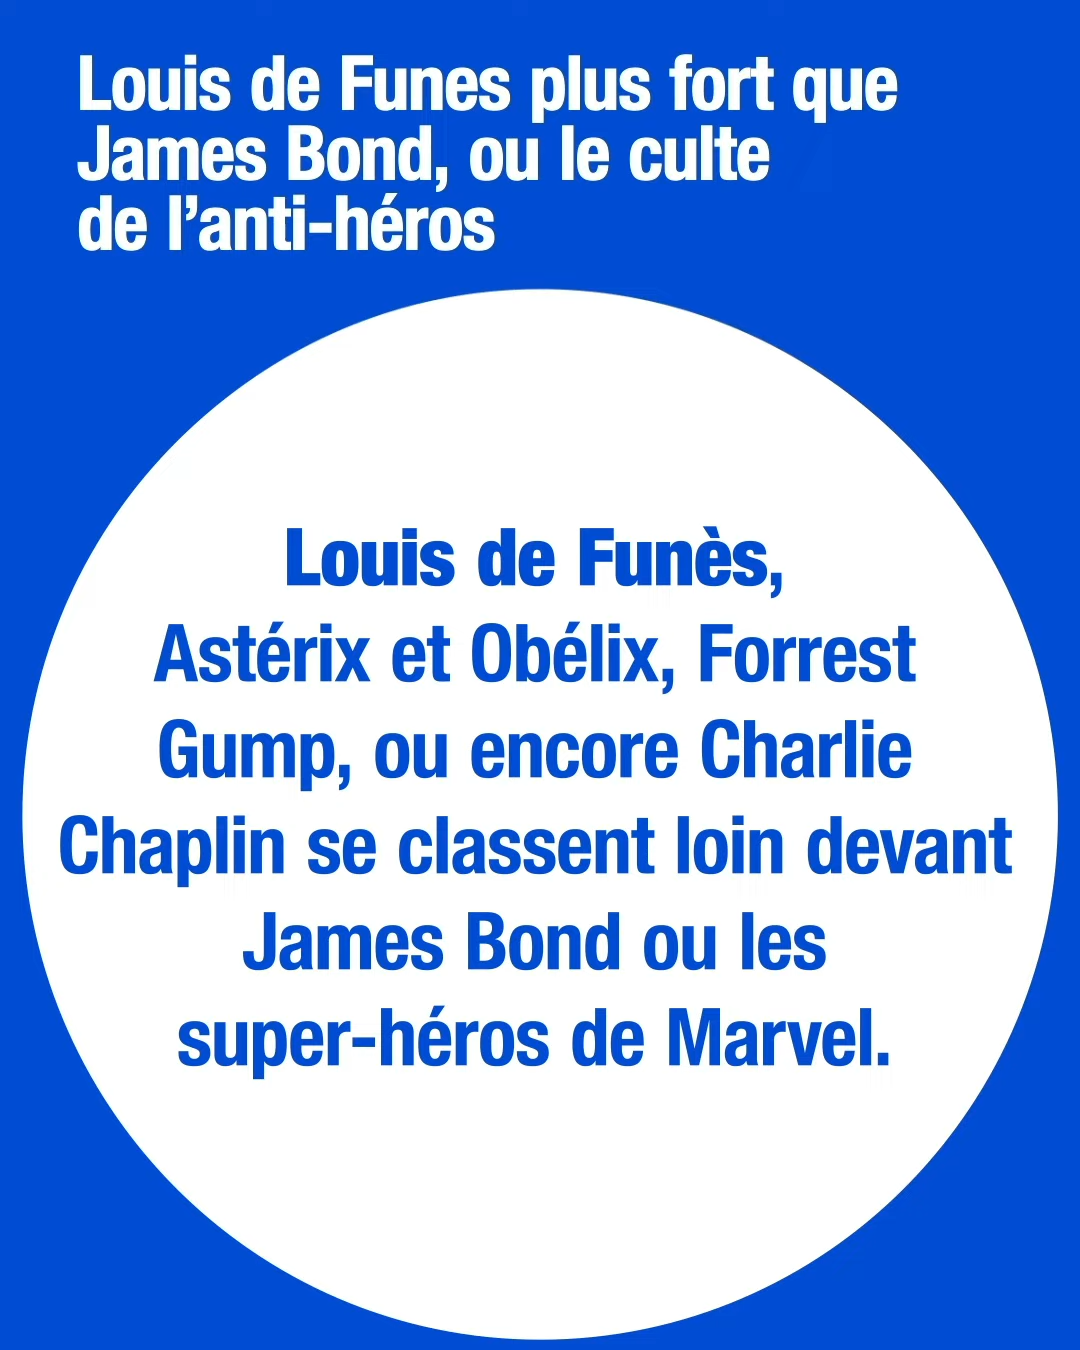 Louis de Funes plus fort que
James Bond, ou le culte
de l’anti-héros
Louis de Funès,
Astérix et Obélix, Forrest
Gump, ou encore Charlie
Chaplin se classent loin devant
James Bond ou les
super-héros de Marvel.